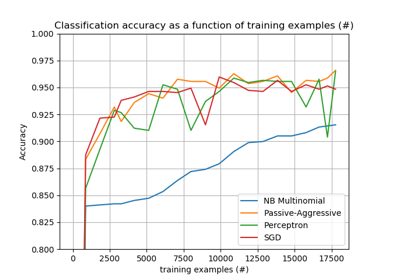 Classification accuracy as a function of training examples (#)
1.000
0.975
0.950
0.925
0.900
0.875
0.850
0.825
0.800
Accuracy
NB Multinomial
Passive-Aggressive
Perceptron
SGD
0 2500 5000 7500 10000 12500 15000 17500
training examples (#)